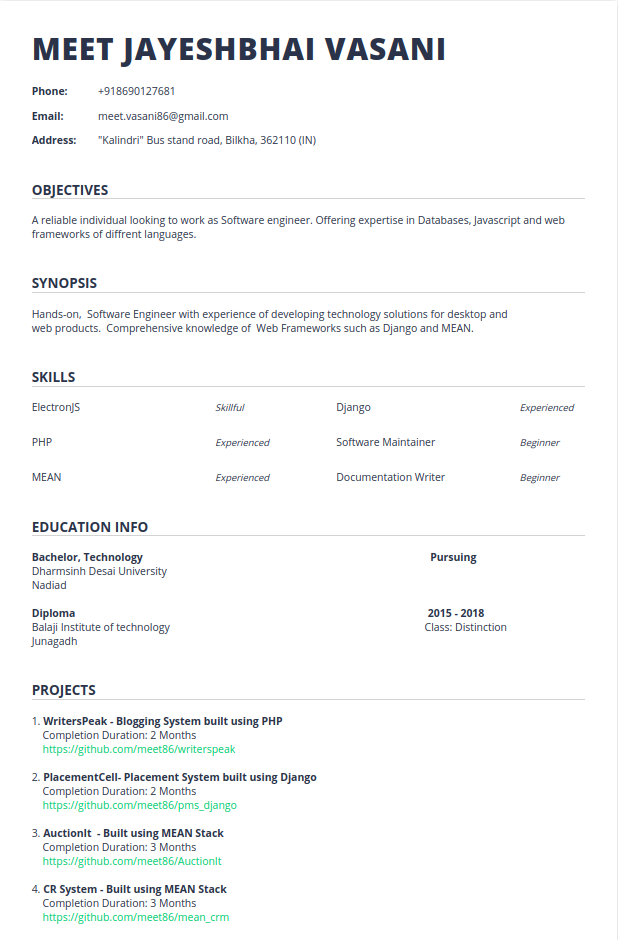 MEET JAYESHBHAI VASANI
Phone: +918690127681
Email: meet.vasani86@gmail.com
Address: "Kalindri" Bus stand road, Bilkha, 362110 (IN)
OBJECTIVES
A reliable individual looking to work as Software engineer. Offering expertise in Databases, Javascript and web
frameworks of diffrent languages.
SYNOPSIS
Hands-on,  Software Engineer with experience of developing technology solutions for desktop and
web products.  Comprehensive knowledge of  Web Frameworks such as Django and MEAN.
SKILLS
ElectronJS Skillful Django Experienced
PHP Experienced Software Maintainer Beginner
MEAN Experienced Documentation Writer Beginner
EDUCATION INFO
Bachelor, Technology Pursuing
Dharmsinh Desai University
Nadiad
Diploma 2015 - 2018
Balaji Institute of technology Class: Distinction
Junagadh
PROJECTS
1. WritersPeak - Blogging System built using PHP
Completion Duration: 2 Months
https://github.com/meet86/writerspeak
2. PlacementCell- Placement System built using Django
Completion Duration: 2 Months
https://github.com/meet86/pms_django
3. AuctionIt  - Built using MEAN Stack
Completion Duration: 3 Months
https://github.com/meet86/AuctionIt
4. CR System - Built using MEAN Stack
Completion Duration: 3 Months
https://github.com/meet86/mean_crm